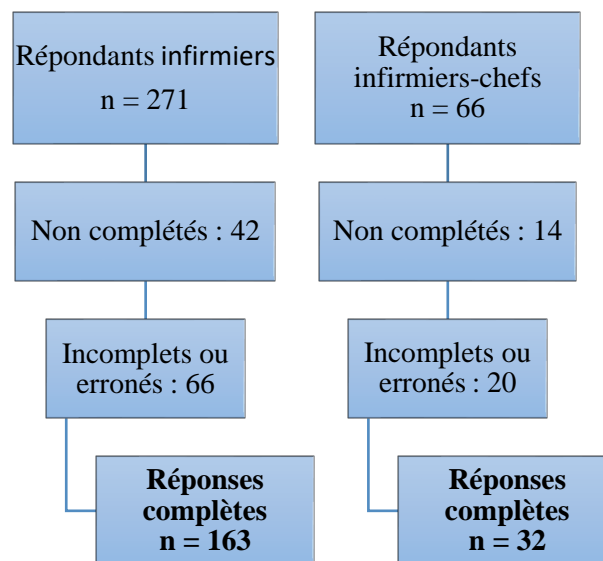 Répondants infirmiers
n = 271
Non complétés : 42
Incomplets ou
erronés : 66
Réponses
complètes
n = 163
Répondants
infirmiers-chefs
n = 66
Non complétés : 14
Incomplets ou
erronés : 20
Réponses
complètes
n = 32